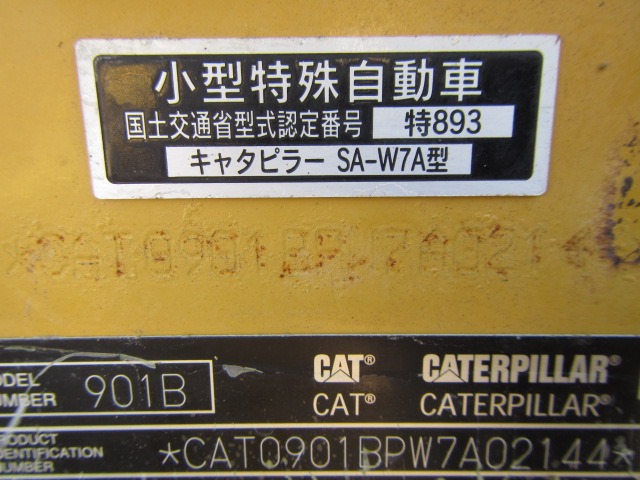 小型特殊自動車
国土交通省型式認定番号 特893
キャタピラー SA-W7A型
*CAT0901BPW7A0214
MODEL NUMBER 901B
CAT® CATERPILLAR®
CAT® CATERPILLAR®
PRODUCT IDENTIFICATION NUMBER *CAT0901BPW7A02144*